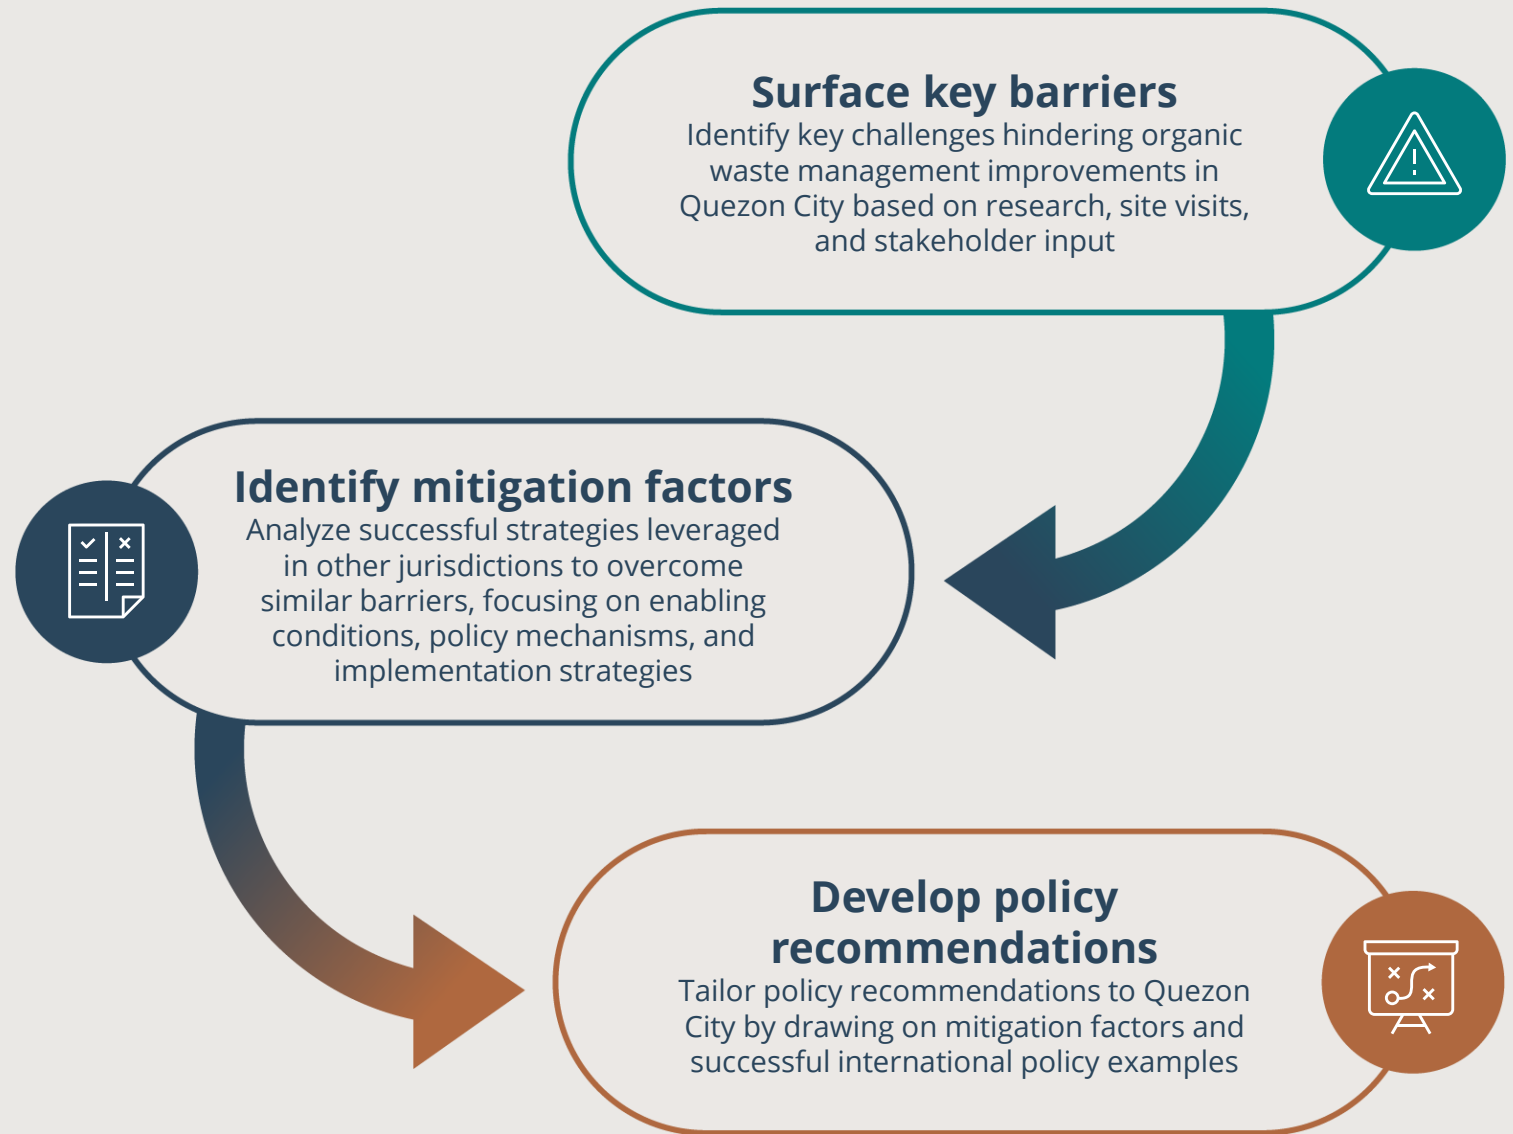 Surface key barriers
Identify key challenges hindering organic
waste management improvements in
Quezon City based on research, site visits,
and stakeholder input
Identify mitigation factors
Analyze successful strategies leveraged
in other jurisdictions to overcome
similar barriers, focusing on enabling
conditions, policy mechanisms, and
implementation strategies
Develop policy
recommendations
Tailor policy recommendations to Quezon
City by drawing on mitigation factors and
successful international policy examples